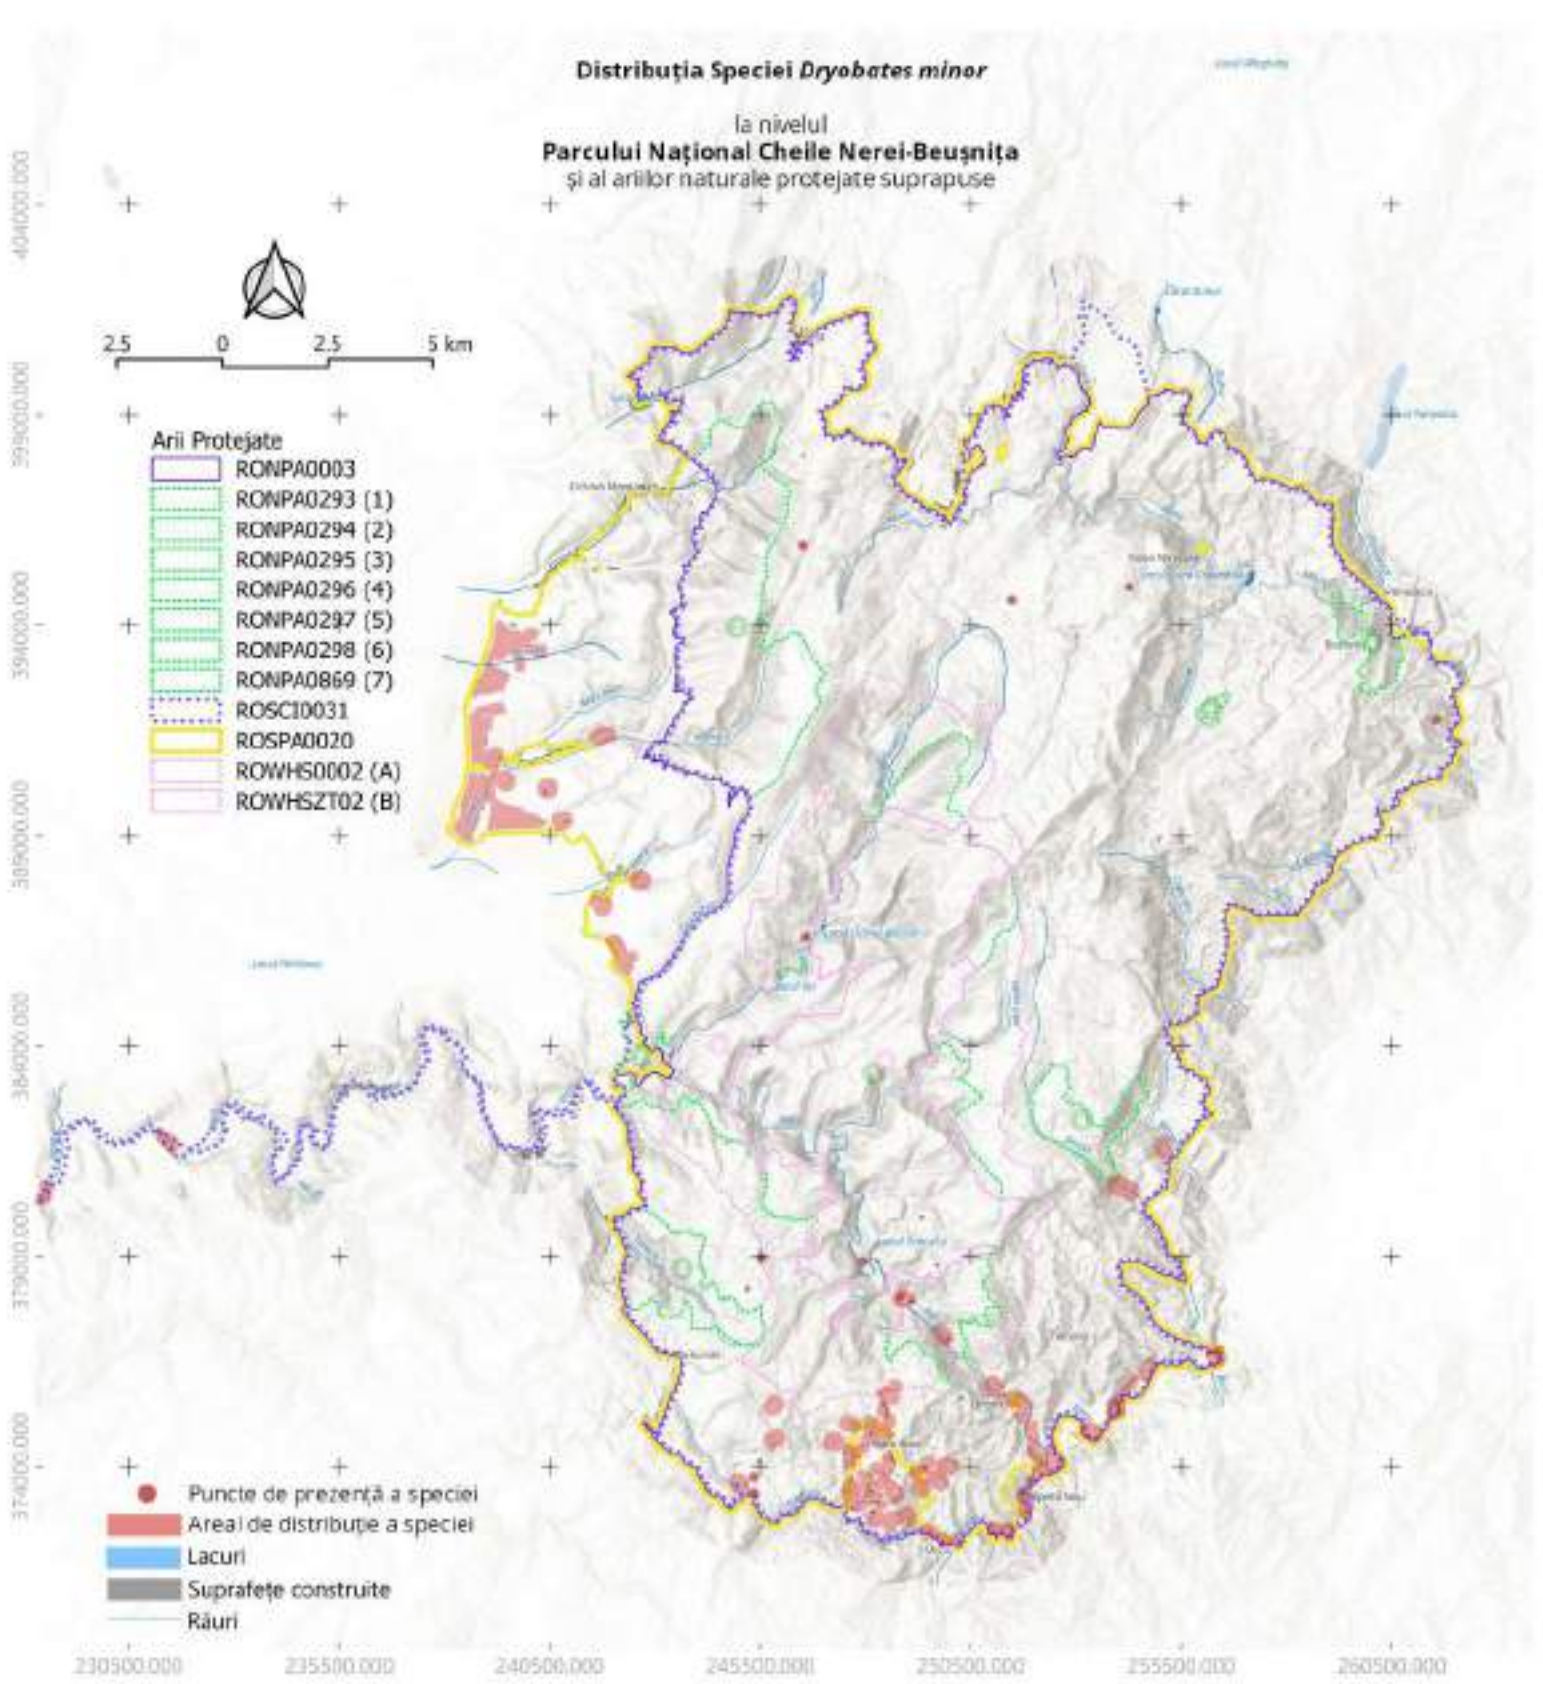 Distribuția Speciei Dryobates minor
la nivelul
Parcului Național Cheile Nerei-Beușnița
și al ariilor naturale protejate suprapuse
404000.000
399000.000
394000.000
389000.000
384000.000
379000.000
374000.000
2.5 0 2.5 5 km
Arii Protejate
RONPA0003
RONPA0293 (1)
RONPA0294 (2)
RONPA0295 (3)
RONPA0296 (4)
RONPA0297 (5)
RONPA0298 (6)
RONPA0869 (7)
ROSCI0031
ROSPA0020
ROWHS0002 (A)
ROWHSZT02 (B)
Puncte de prezență a speciei
Areal de distribuție a speciei
Lacuri
Suprafețe construite
Râuri
230500.000 235500.000 240500.000 245500.000 250500.000 255500.000 260500.000